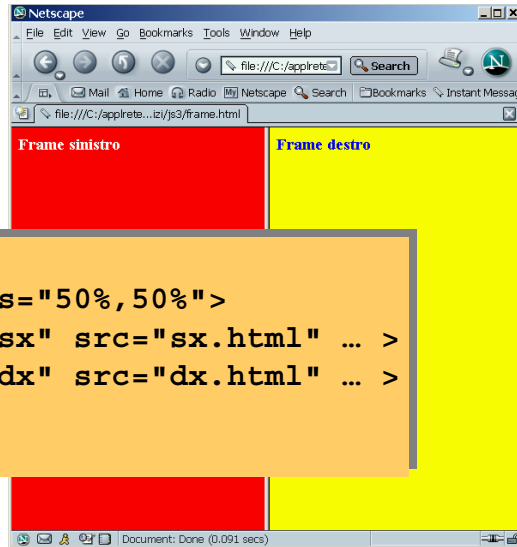 Netscape
File Edit View Go Bookmarks Tools Window Help
file:///C:/applrete Search
Mail Home Radio My Netscape Search Bookmarks Instant Messag
file:///C:/applrete...izi/js3/frame.html
Frame sinistro Frame destro
s="50%,50%">
sx" src="sx.html" … >
dx" src="dx.html" … >
Document: Done (0.091 secs)